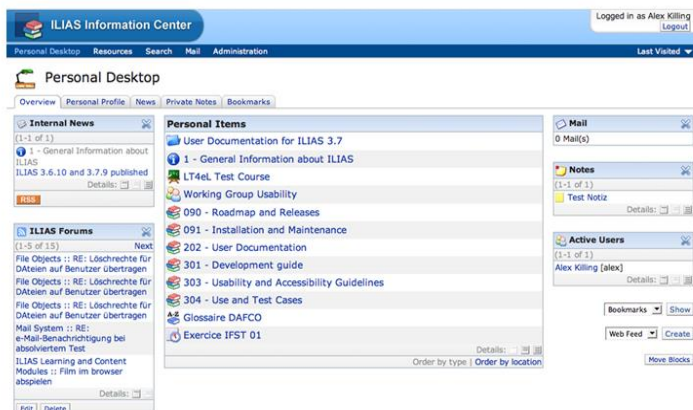 ILIAS Information Center
Logged in as Alex Killing
Logout
Personal Desktop Resources Search Mail Administration
Last Visited
Personal Desktop
Overview Personal Profile News Private Notes Bookmarks
Internal News
(1-1 of 1)
1 - General Information about
ILIAS
ILIAS 3.6.10 and 3.7.9 published
Details:
RSS
ILIAS Forums
(1-5 of 15) Next
File Objects :: RE: Löschrechte für
DAteien auf Benutzer übertragen
File Objects :: RE: Löschrechte für
DAteien auf Benutzer übertragen
File Objects :: RE: Löschrechte für
DAteien auf Benutzer übertragen
Mail System :: RE:
e-Mail-Benachrichtigung bei
absolviertem Test
ILIAS Learning and Content
Modules :: Film im browser
abspielen
Details:
Edit Delete
Personal Items
User Documentation for ILIAS 3.7
1 - General Information about ILIAS
LT4eL Test Course
Working Group Usability
090 - Roadmap and Releases
091 - Installation and Maintenance
202 - User Documentation
301 - Development guide
303 - Usability and Accessibility Guidelines
304 - Use and Test Cases
A-Z Glossaire DAFCO
Exercice IFST 01
Details:
Order by type | Order by location
Mail
0 Mail(s)
Notes
(1-1 of 1)
Test Notiz
Details:
Active Users
(1-1 of 1)
Alex Killing [alex]
Details:
Bookmarks Show
Web Feed Create
Move Blocks